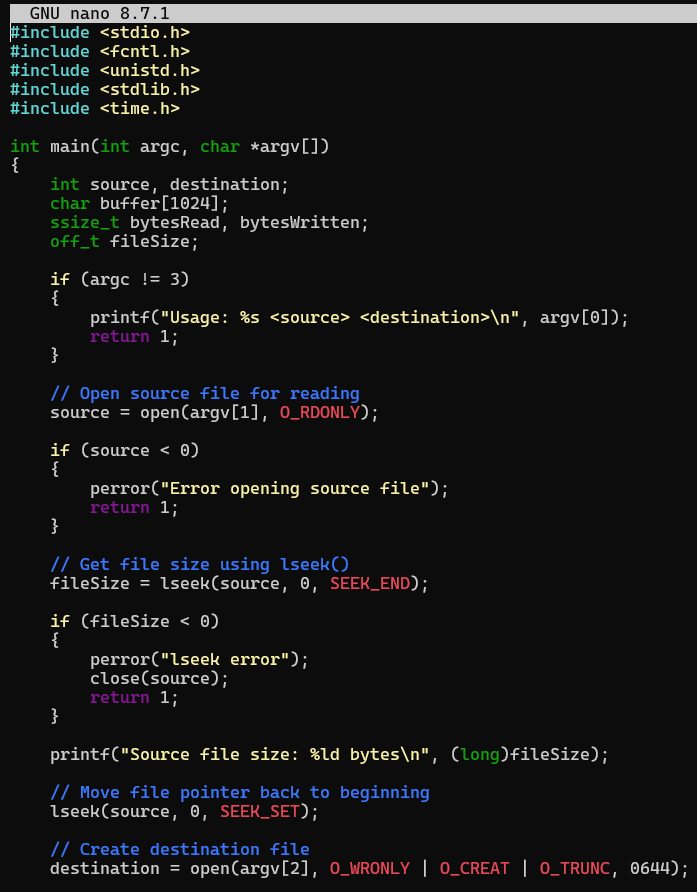 GNU nano 8.7.1
#include <stdio.h>
#include <fcntl.h>
#include <unistd.h>
#include <stdlib.h>
#include <time.h>

int main(int argc, char *argv[])
{
    int source, destination;
    char buffer[1024];
    ssize_t bytesRead, bytesWritten;
    off_t fileSize;

    if (argc != 3)
    {
        printf("Usage: %s <source> <destination>\n", argv[0]);
        return 1;
    }

    // Open source file for reading
    source = open(argv[1], O_RDONLY);

    if (source < 0)
    {
        perror("Error opening source file");
        return 1;
    }

    // Get file size using lseek()
    fileSize = lseek(source, 0, SEEK_END);

    if (fileSize < 0)
    {
        perror("lseek error");
        close(source);
        return 1;
    }

    printf("Source file size: %ld bytes\n", (long)fileSize);

    // Move file pointer back to beginning
    lseek(source, 0, SEEK_SET);

    // Create destination file
    destination = open(argv[2], O_WRONLY | O_CREAT | O_TRUNC, 0644);